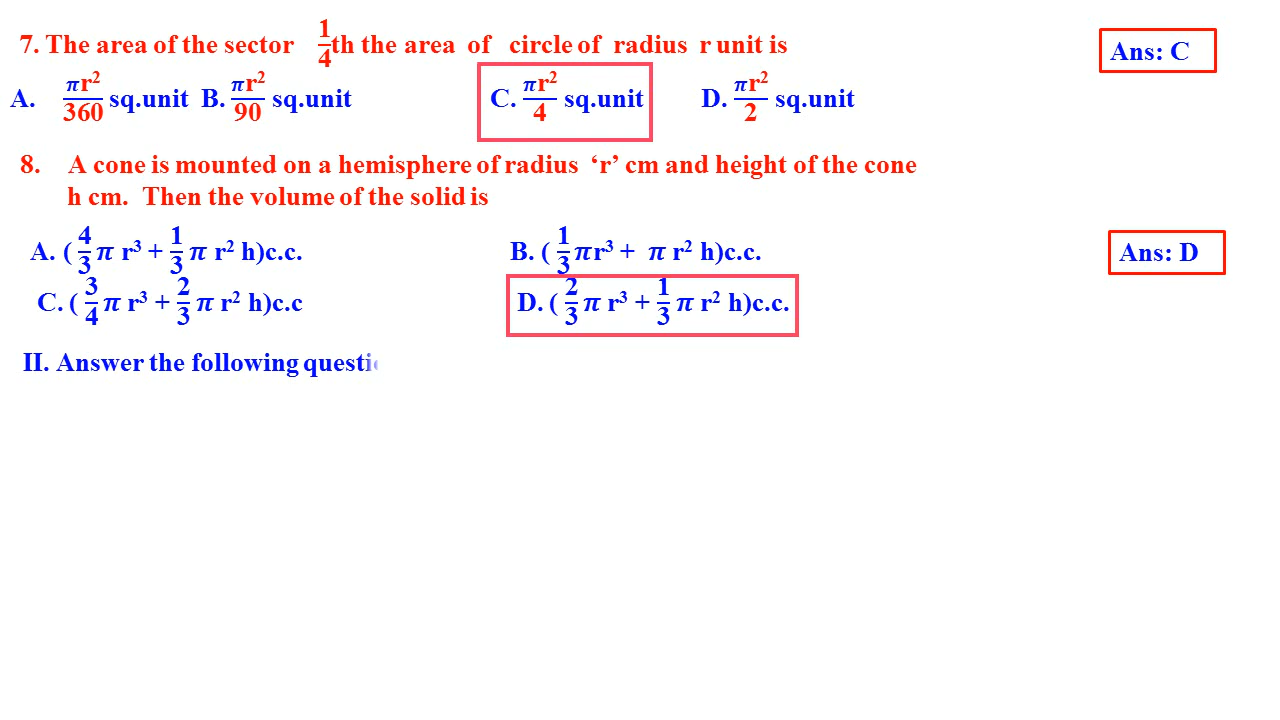 7. The area of the sector 1/4th the area of circle of radius r unit is
Ans: C
A. πr²/360 sq.unit B. πr²/90 sq.unit C. πr²/4 sq.unit D. πr²/2 sq.unit
8. A cone is mounted on a hemisphere of radius ‘r’ cm and height of the cone
h cm. Then the volume of the solid is
A. ( 4/3 π r³ + 1/3 π r² h)c.c. B. ( 1/3 πr³ + π r² h)c.c.
Ans: D
C. ( 3/4 π r³ + 2/3 π r² h)c.c D. ( 2/3 π r³ + 1/3 π r² h)c.c.
II. Answer the following questi